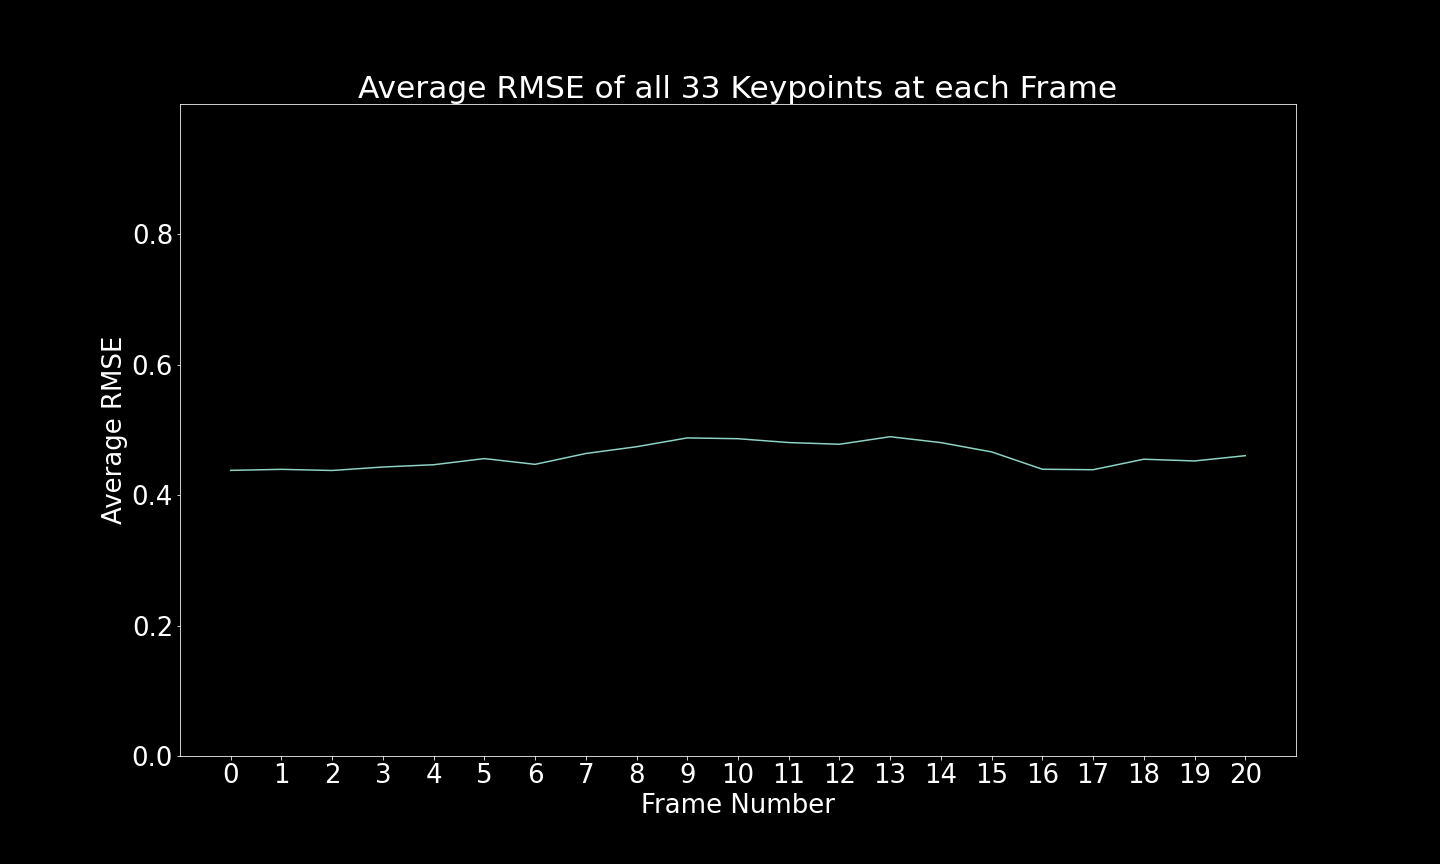 Average RMSE of all 33 Keypoints at each Frame
0.8
0.6
0.4
0.2
0.0
Average RMSE
0 1 2 3 4 5 6 7 8 9 10 11 12 13 14 15 16 17 18 19 20
Frame Number